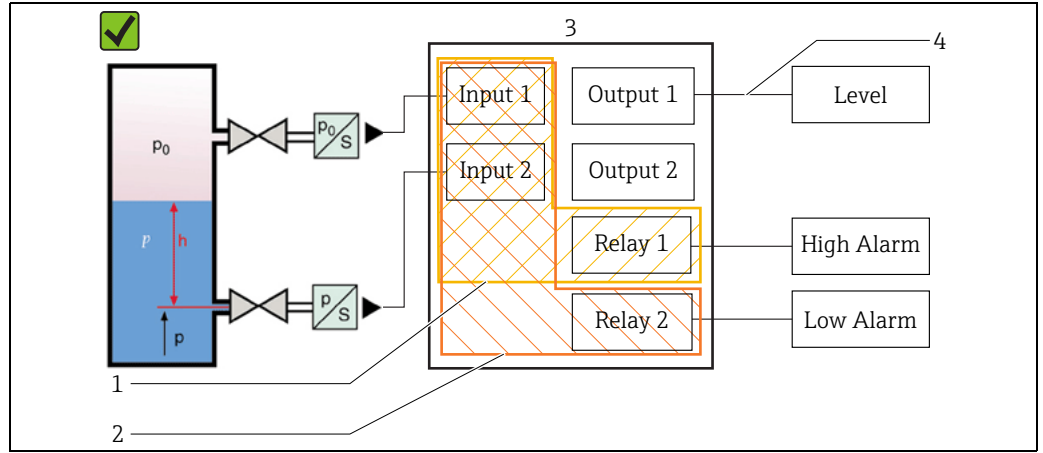 3
4
Input 1
Output 1
Level
p₀
p₀/S
Input 2
Output 2
p
h
Relay 1
High Alarm
p/S
Relay 2
Low Alarm
p
1
2